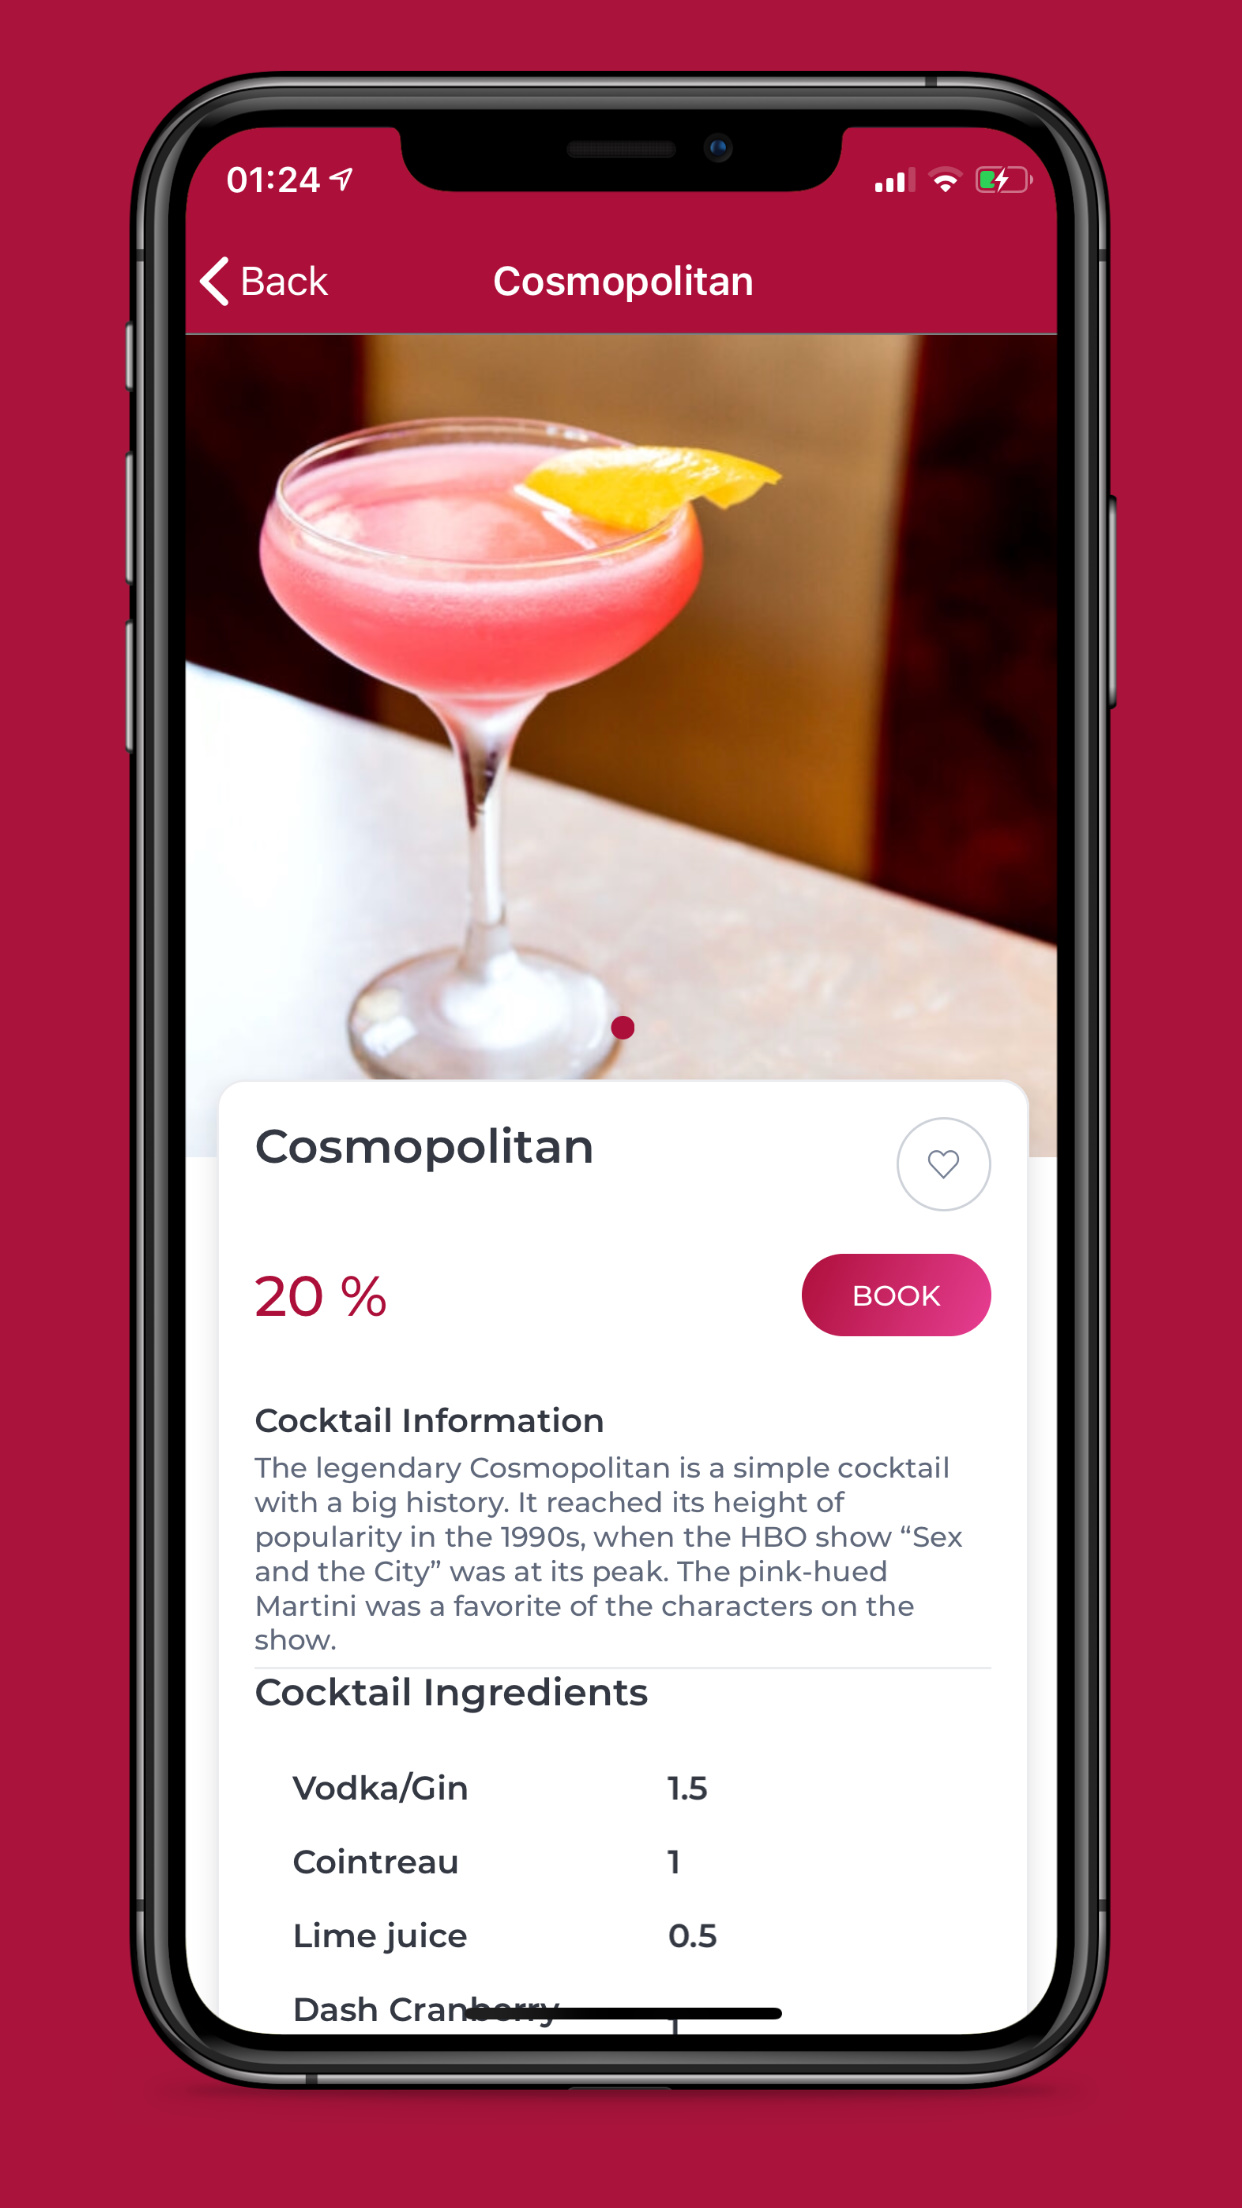 01:24
Back
Cosmopolitan
Cosmopolitan
20 %
BOOK
Cocktail Information
The legendary Cosmopolitan is a simple cocktail
with a big history. It reached its height of
popularity in the 1990s, when the HBO show “Sex
and the City” was at its peak. The pink-hued
Martini was a favorite of the characters on the
show.
Cocktail Ingredients
Vodka/Gin 1.5
Cointreau 1
Lime juice 0.5
Dash Cranberry 1